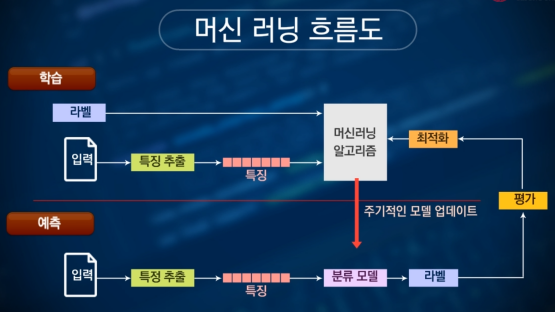 머신 러닝 흐름도
학습
라벨
머신러닝
알고리즘
최적화
입력
특징 추출
특징
평가
주기적인 모델 업데이트
예측
입력
특정 추출
특징
분류 모델
라벨